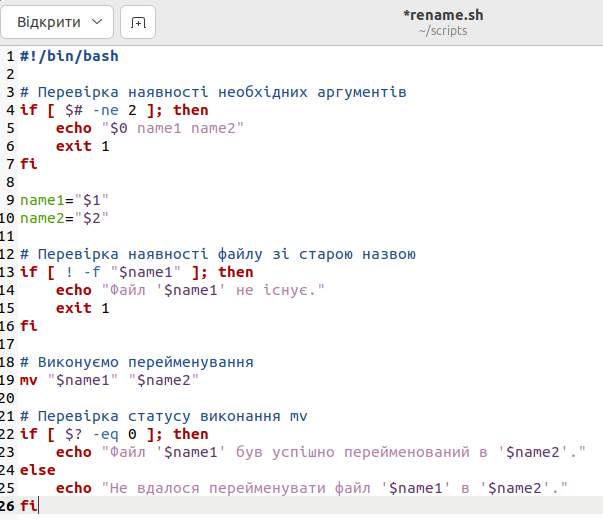 Відкрити
*rename.sh
~/scripts
1 #!/bin/bash
2
3 # Перевірка наявності необхідних аргументів
4 if [ $# -ne 2 ]; then
5     echo "$0 name1 name2"
6     exit 1
7 fi
8
9 name1="$1"
10 name2="$2"
11
12 # Перевірка наявності файлу зі старою назвою
13 if [ ! -f "$name1" ]; then
14     echo "Файл '$name1' не існує."
15     exit 1
16 fi
17
18 # Виконуємо перейменування
19 mv "$name1" "$name2"
20
21 # Перевірка статусу виконання mv
22 if [ $? -eq 0 ]; then
23     echo "Файл '$name1' був успішно перейменований в '$name2'."
24 else
25     echo "Не вдалося перейменувати файл '$name1' в '$name2'."
26 fi